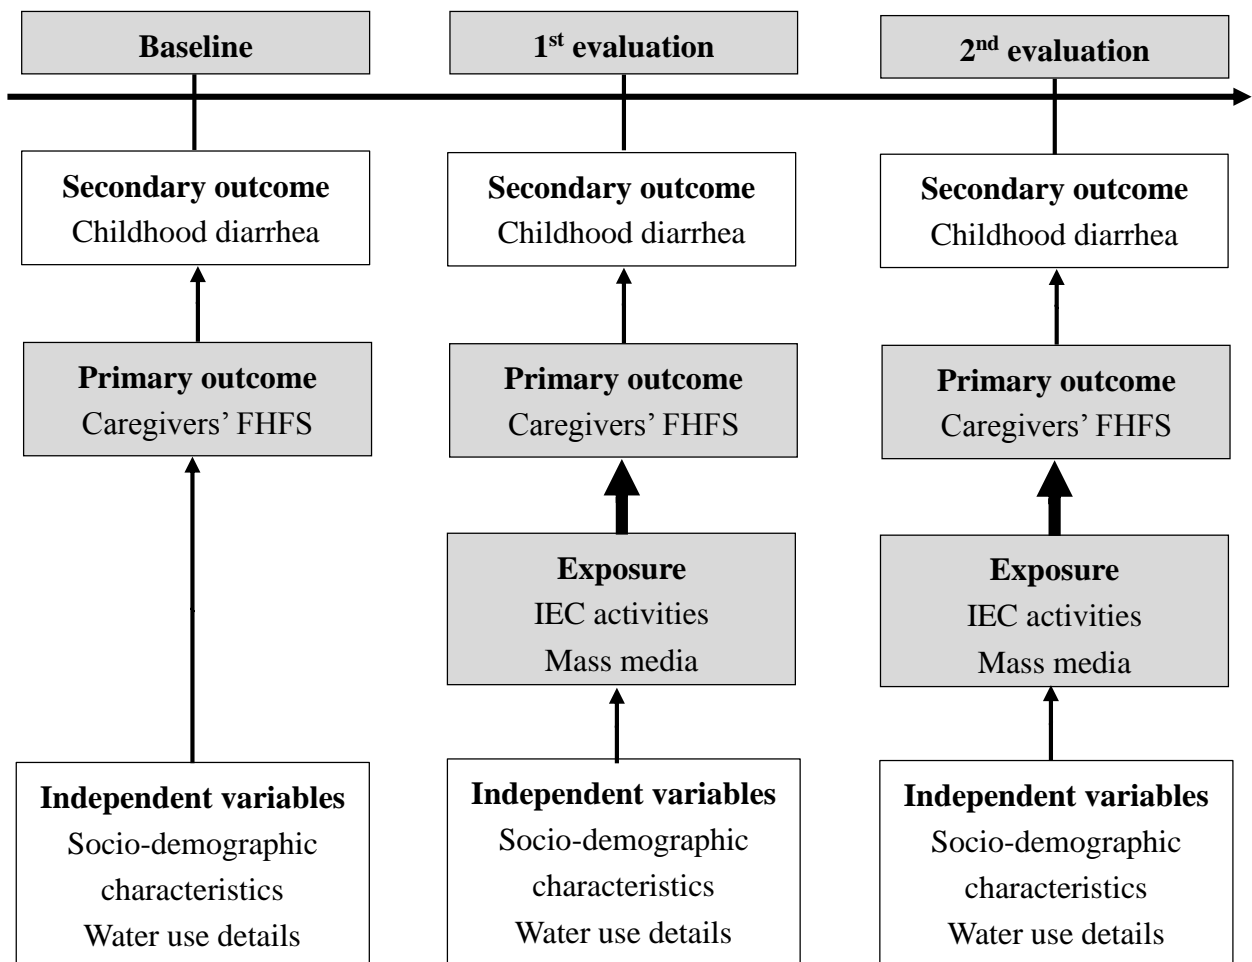 Baseline
1st evaluation
2nd evaluation
Secondary outcome
Childhood diarrhea
Secondary outcome
Childhood diarrhea
Secondary outcome
Childhood diarrhea
Primary outcome
Caregivers’ FHFS
Primary outcome
Caregivers’ FHFS
Primary outcome
Caregivers’ FHFS
Exposure
IEC activities
Mass media
Exposure
IEC activities
Mass media
Independent variables
Socio-demographic
characteristics
Water use details
Independent variables
Socio-demographic
characteristics
Water use details
Independent variables
Socio-demographic
characteristics
Water use details